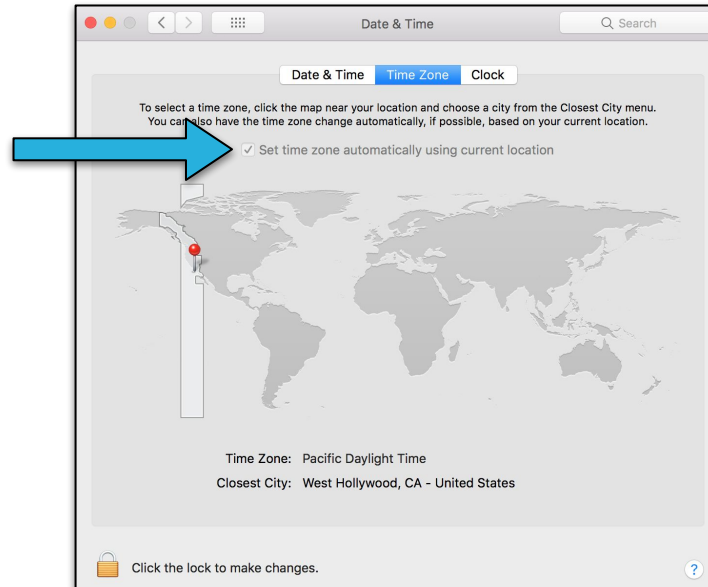 Date & Time
Search
Date & Time Time Zone Clock
To select a time zone, click the map near your location and choose a city from the Closest City menu.
You can also have the time zone change automatically, if possible, based on your current location.
Set time zone automatically using current location
Time Zone: Pacific Daylight Time
Closest City: West Hollywood, CA - United States
Click the lock to make changes.
?